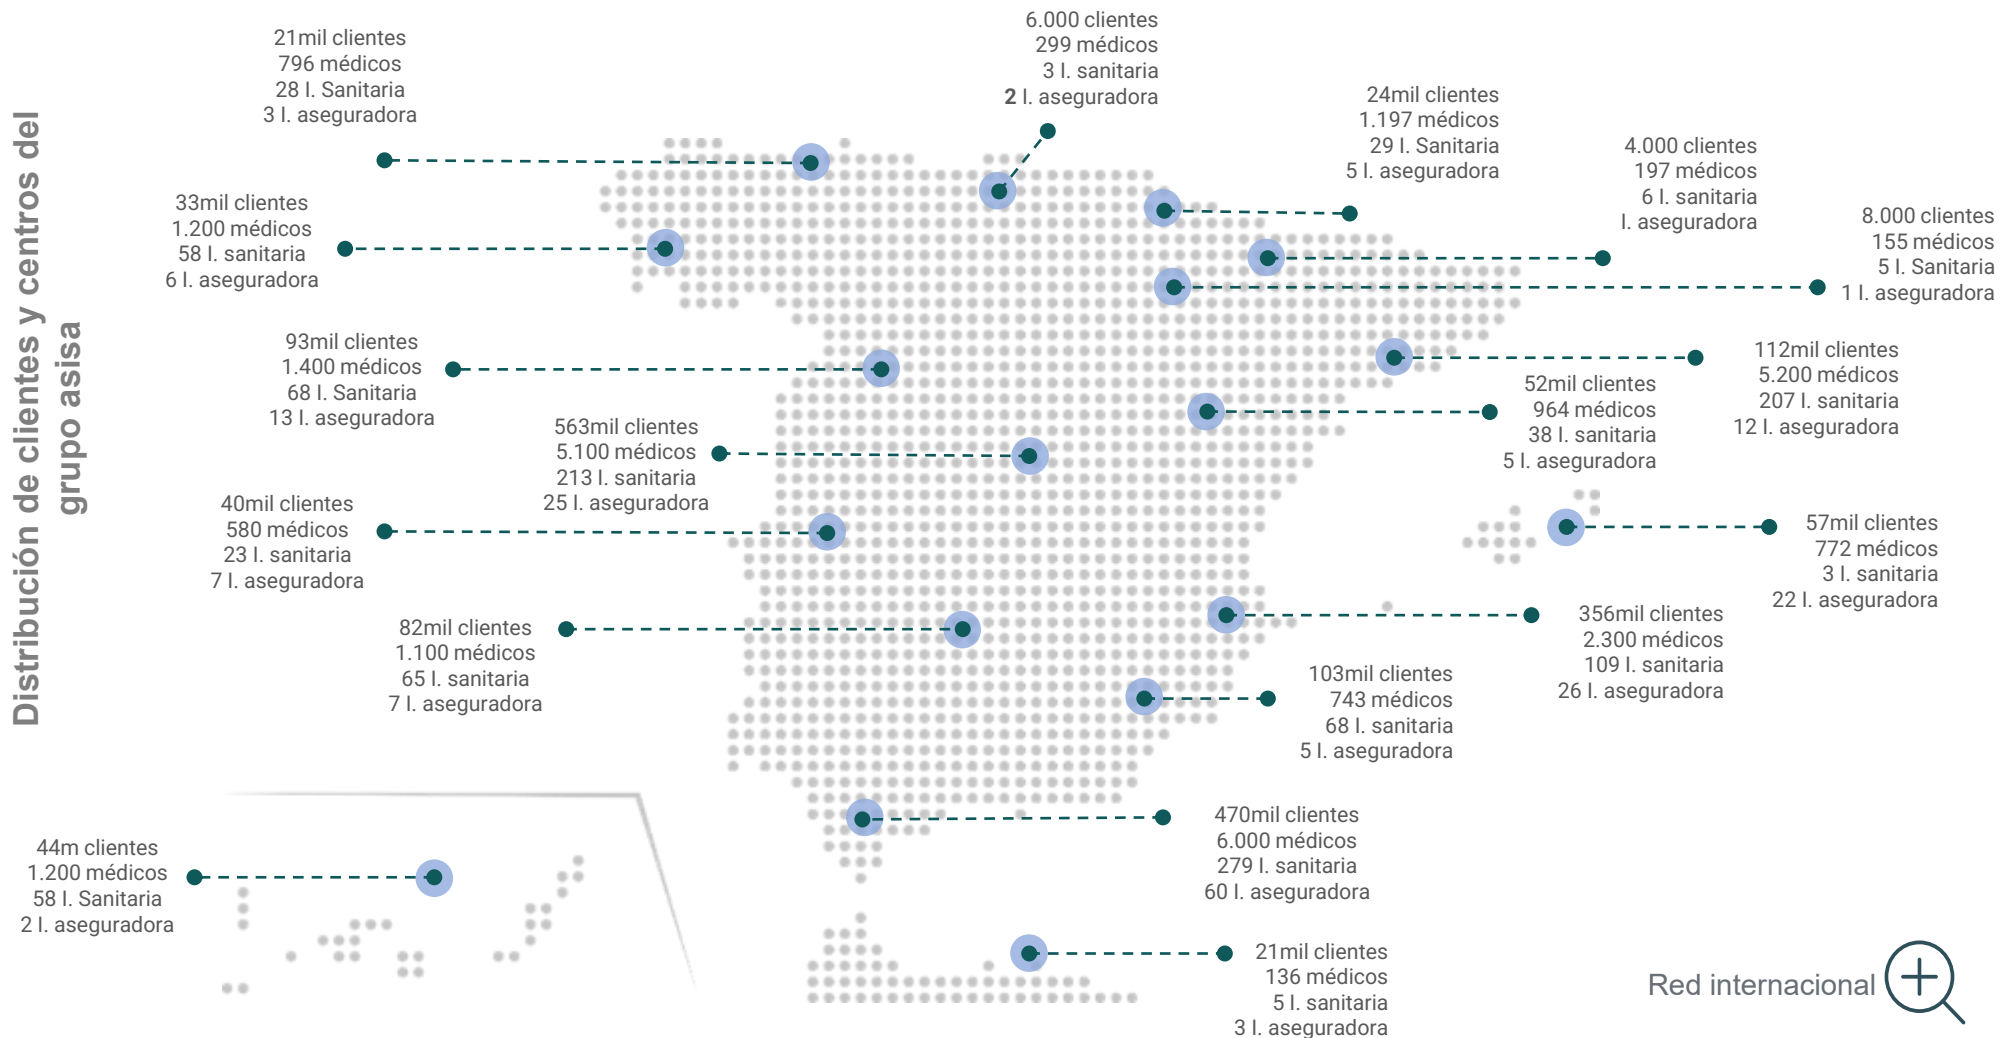 Distribución de clientes y centros del
grupo asisa
21mil clientes
796 médicos
28 I. Sanitaria
3 I. aseguradora
6.000 clientes
299 médicos
3 I. sanitaria
2 I. aseguradora
24mil clientes
1.197 médicos
29 I. Sanitaria
5 I. aseguradora
4.000 clientes
197 médicos
6 I. sanitaria
I. aseguradora
8.000 clientes
155 médicos
5 I. Sanitaria
1 I. aseguradora
33mil clientes
1.200 médicos
58 I. sanitaria
6 I. aseguradora
93mil clientes
1.400 médicos
68 I. Sanitaria
13 I. aseguradora
112mil clientes
5.200 médicos
207 I. sanitaria
12 I. aseguradora
52mil clientes
964 médicos
38 I. sanitaria
5 I. aseguradora
563mil clientes
5.100 médicos
213 I. sanitaria
25 I. aseguradora
40mil clientes
580 médicos
23 I. sanitaria
7 I. aseguradora
57mil clientes
772 médicos
3 I. sanitaria
22 I. aseguradora
82mil clientes
1.100 médicos
65 I. sanitaria
7 I. aseguradora
356mil clientes
2.300 médicos
109 I. sanitaria
26 I. aseguradora
103mil clientes
743 médicos
68 I. sanitaria
5 I. aseguradora
470mil clientes
6.000 médicos
279 I. sanitaria
60 I. aseguradora
44m clientes
1.200 médicos
58 I. Sanitaria
2 I. aseguradora
21mil clientes
136 médicos
5 I. sanitaria
3 I. aseguradora
Red internacional